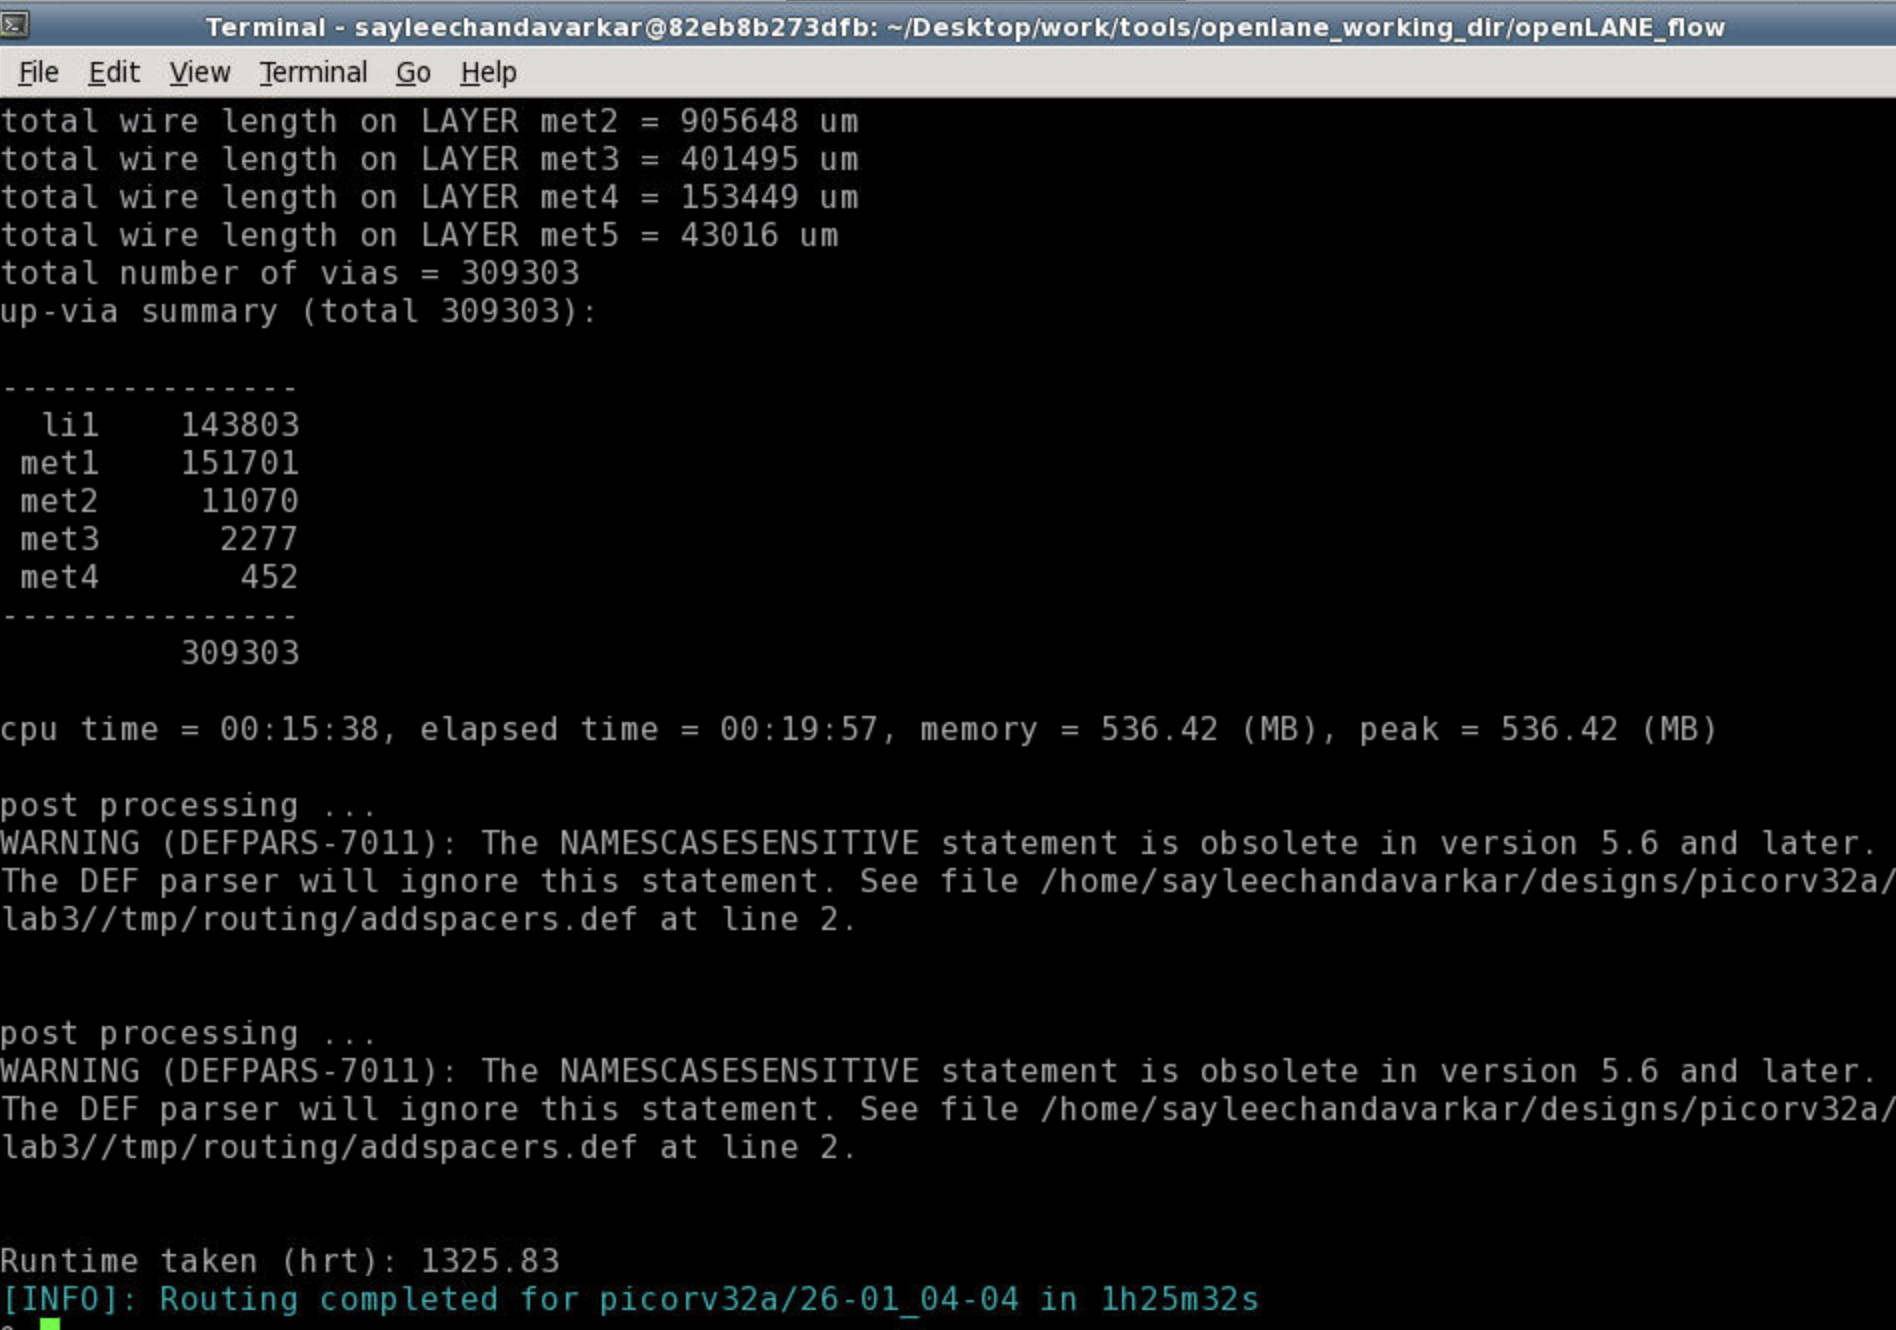 Terminal - sayleechandavarkar@82eb8b273dfb: ~/Desktop/work/tools/openlane_working_dir/openLANE_flow
File Edit View Terminal Go Help
total wire length on LAYER met2 = 905648 um
total wire length on LAYER met3 = 401495 um
total wire length on LAYER met4 = 153449 um
total wire length on LAYER met5 = 43016 um
total number of vias = 309303
up-via summary (total 309303):
---------------
li1 143803
met1 151701
met2 11070
met3 2277
met4 452
---------------
309303
cpu time = 00:15:38, elapsed time = 00:19:57, memory = 536.42 (MB), peak = 536.42 (MB)
post processing ...
WARNING (DEFPARS-7011): The NAMESCASESENSITIVE statement is obsolete in version 5.6 and later.
The DEF parser will ignore this statement. See file /home/sayleechandavarkar/designs/picorv32a/
lab3//tmp/routing/addspacers.def at line 2.
post processing ...
WARNING (DEFPARS-7011): The NAMESCASESENSITIVE statement is obsolete in version 5.6 and later.
The DEF parser will ignore this statement. See file /home/sayleechandavarkar/designs/picorv32a/
lab3//tmp/routing/addspacers.def at line 2.
Runtime taken (hrt): 1325.83
[INFO]: Routing completed for picorv32a/26-01_04-04 in 1h25m32s